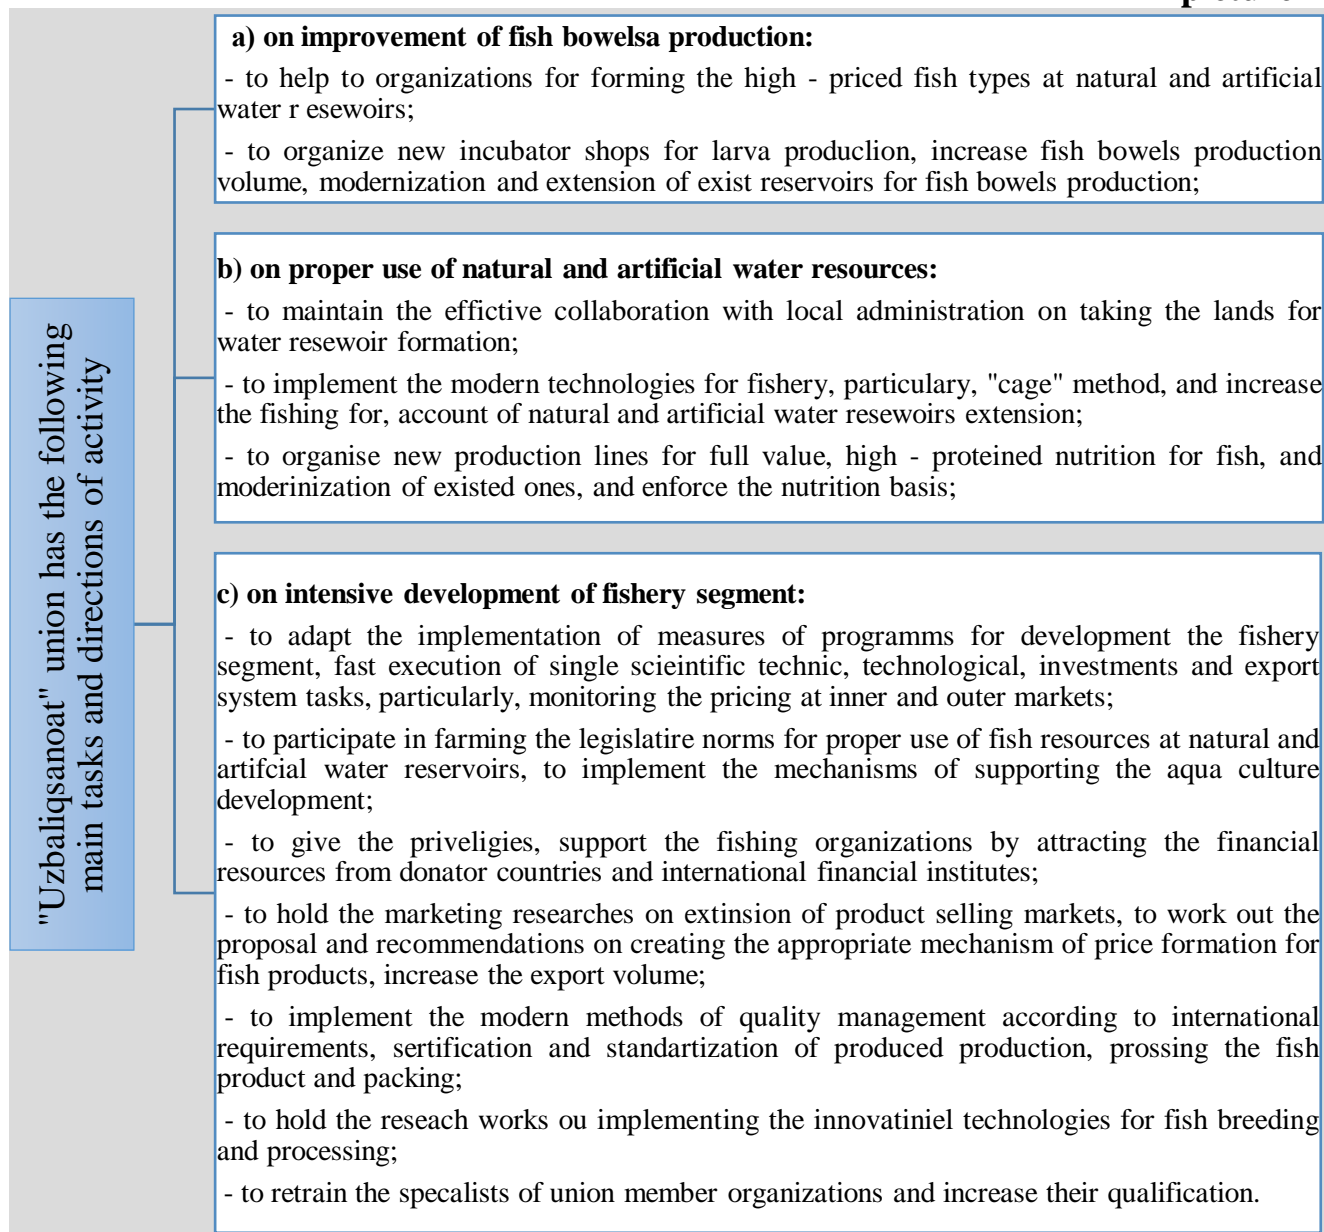 "Uzbaliqsanoat" union has the following
main tasks and directions of activity
a) on improvement of fish bowelsa production:
- to help to organizations for forming the high - priced fish types at natural and artificial
water r esewoirs;
- to organize new incubator shops for larva produclion, increase fish bowels production
volume, modernization and extension of exist reservoirs for fish bowels production;
b) on proper use of natural and artificial water resources:
- to maintain the effictive collaboration with local administration on taking the lands for
water resewoir formation;
- to implement the modern technologies for fishery, particulary, "cage" method, and increase
the fishing for, account of natural and artificial water resewoirs extension;
- to organise new production lines for full value, high - proteined nutrition for fish, and
moderinization of existed ones, and enforce the nutrition basis;
c) on intensive development of fishery segment:
- to adapt the implementation of measures of programms for development the fishery
segment, fast execution of single scieintific technic, technological, investments and export
system tasks, particularly, monitoring the pricing at inner and outer markets;
- to participate in farming the legislatire norms for proper use of fish resources at natural and
artifcial water reservoirs, to implement the mechanisms of supporting the aqua culture
development;
- to give the priveligies, support the fishing organizations by attracting the financial
resources from donator countries and international financial institutes;
- to hold the marketing researches on extinsion of product selling markets, to work out the
proposal and recommendations on creating the appropriate mechanism of price formation for
fish products, increase the export volume;
- to implement the modern methods of quality management according to international
requirements, sertification and standartization of produced production, prossing the fish
product and packing;
- to hold the reseach works ou implementing the innovatiniel technologies for fish breeding
and processing;
- to retrain the specalists of union member organizations and increase their qualification.